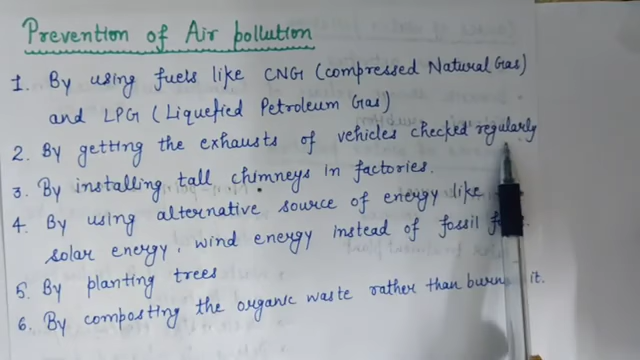 Prevention of Air pollution
1. By using fuels like CNG (Compressed Natural Gas)
and LPG (Liquefied Petroleum Gas)
2. By getting the exhausts of vehicles checked regularly
3. By installing tall chimneys in factories.
4. By using alternative source of energy like
solar energy, wind energy instead of fossil
5. By planting trees
6. By composting the organic waste rather than it.